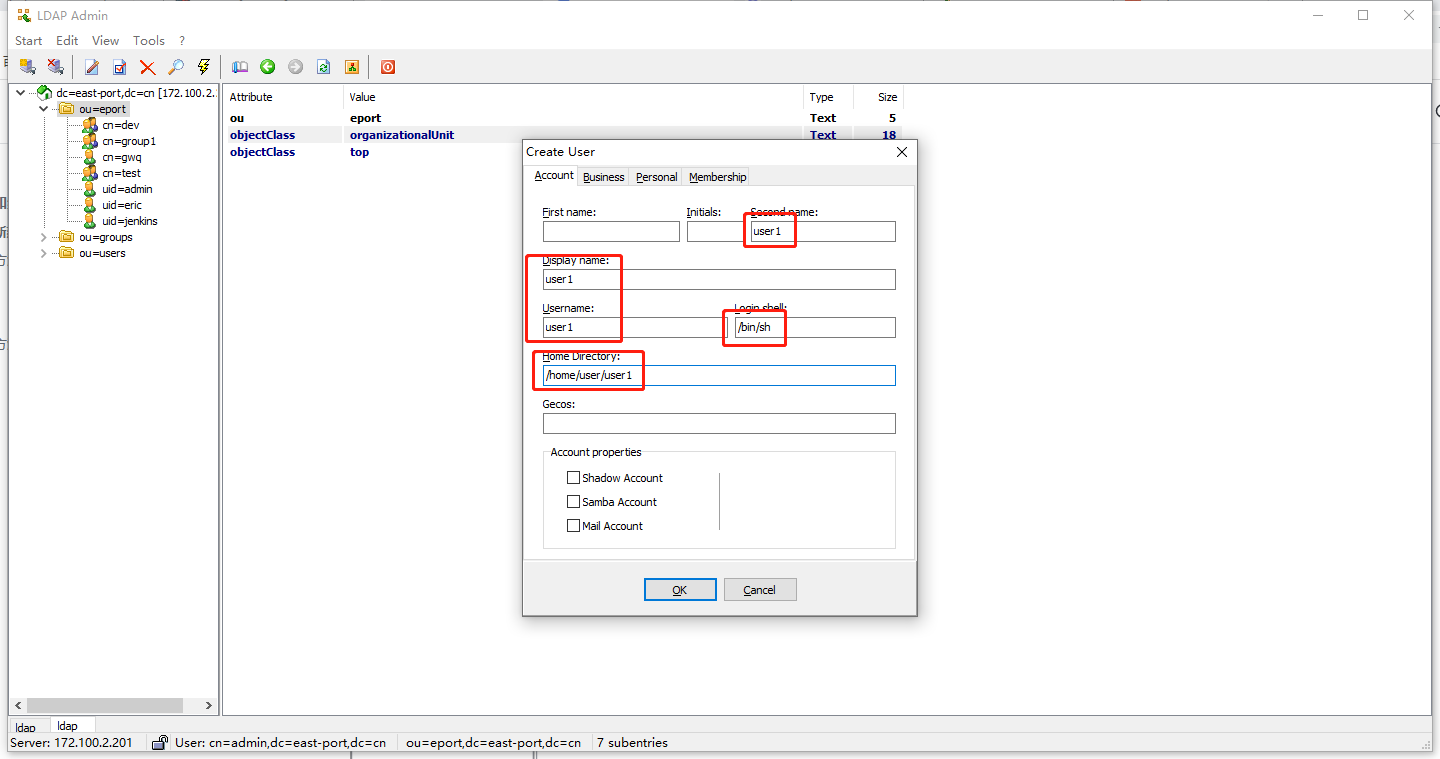 LDAP Admin
Start Edit View Tools ?
dc=east-port,dc=cn [172.100.2.
ou=eport
cn=dev
cn=group1
cn=gwq
cn=test
uid=admin
uid=eric
uid=jenkins
ou=groups
ou=users
Attribute Value Type Size
ou eport Text 5
objectClass organizationalUnit Text 18
objectClass top
Create User
Account Business Personal Membership
First name: Initials: Second name:
user1
Display name:
user1
Username: Login shell:
user1 /bin/sh
Home Directory:
/home/user/user1
Gecos:
Account properties
Shadow Account
Samba Account
Mail Account
OK Cancel
ldap ldap
Server: 172.100.2.201 User: cn=admin,dc=east-port,dc=cn ou=eport,dc=east-port,dc=cn 7 subentries